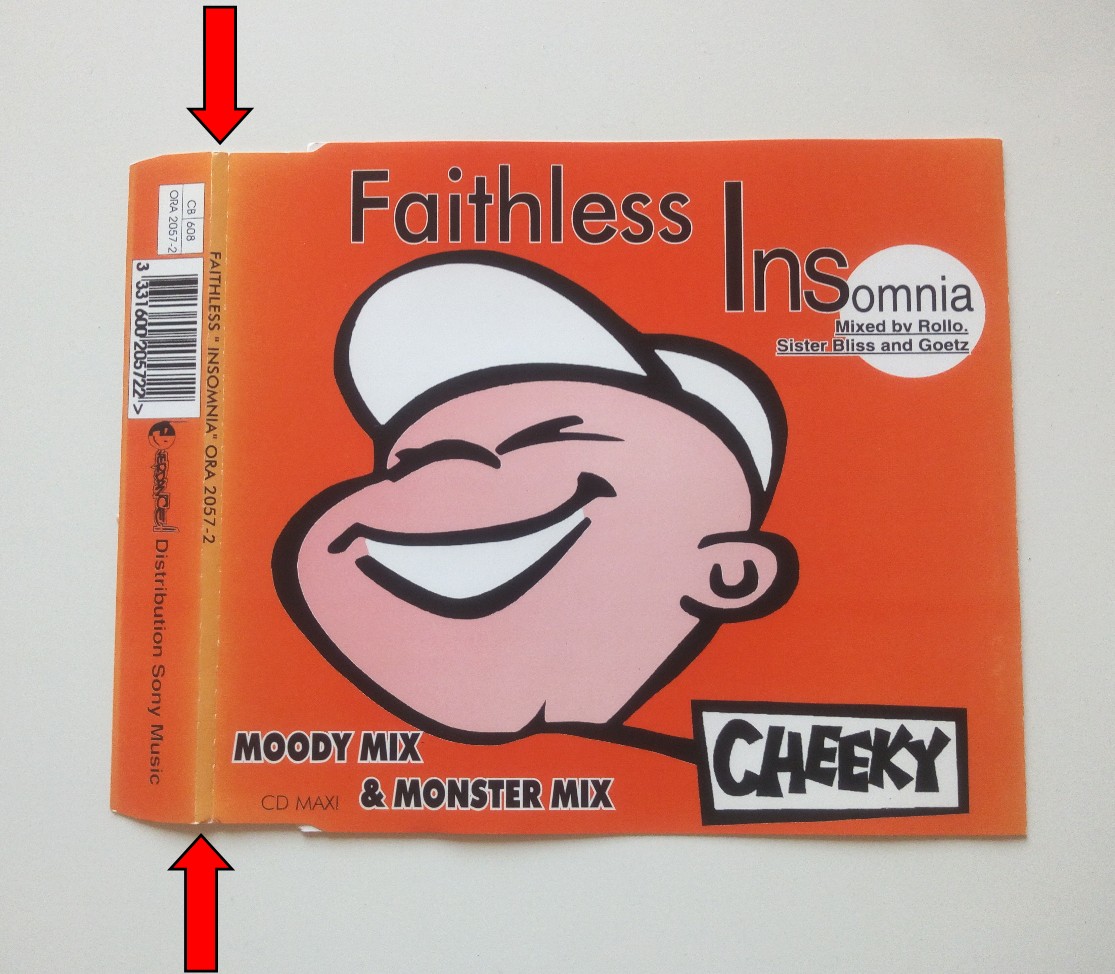 Faithless
Insomnia
Mixed by Rollo.
Sister Bliss and Goetz
MOODY MIX
& MONSTER MIX
CD MAXI
CHEEKY
CB 608
ORA 2057-2
3 331600 205722 >
FAITHLESS " INSOMNIA" ORA 2057-2
Distribution Sony Music